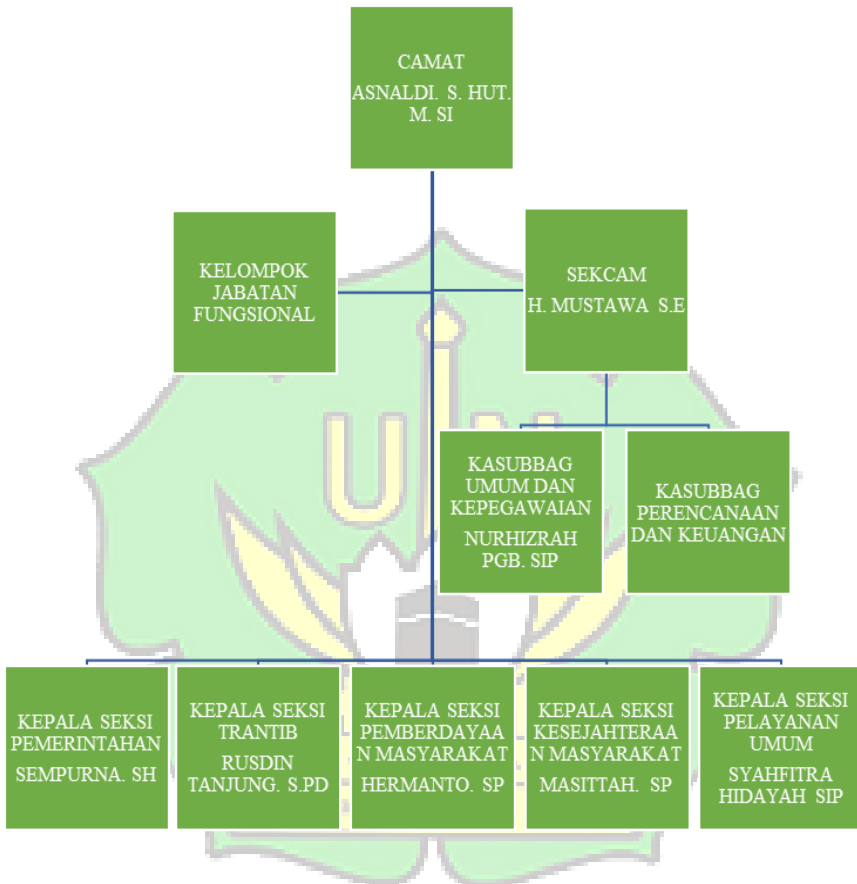 CAMAT
ASNALDI. S. HUT.
M. SI
KELOMPOK
JABATAN
FUNGSIONAL
SEKCAM
H. MUSTAWA S.E
KASUBBAG
UMUM DAN
KEPEGAWAIAN
NURHIZRAH
PGB. SIP
KASUBBAG
PERENCANAAN
DAN KEUANGAN
KEPALA SEKSI
PEMERINTAHAN
SEMPURNA. SH
KEPALA SEKSI
TRANTIB
RUSDIN
TANJUNG. S.PD
KEPALA SEKSI
PEMBERDAYAA
N MASYARAKAT
HERMANTO. SP
KEPALA SEKSI
KESEJAHTERAA
N MASYARAKAT
MASITTAH. SP
KEPALA SEKSI
PELAYANAN
UMUM
SYAHFITRA
HIDAYAH SIP